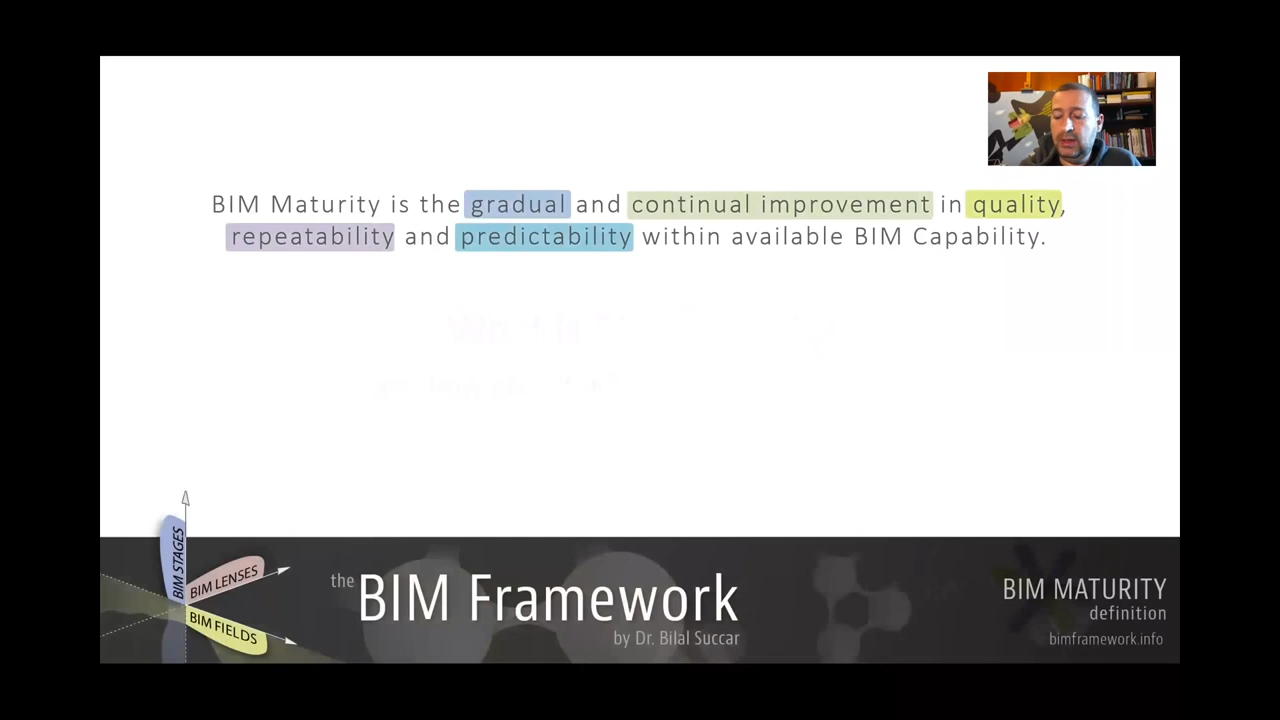 BIM Maturity is the gradual and continual improvement in quality,
repeatability and predictability within available BIM Capability.
BIM STAGES
BIM LENSES
BIM FIELDS
the BIM Framework
by Dr. Bilal Succar
BIM MATURITY
definition
bimframework.info